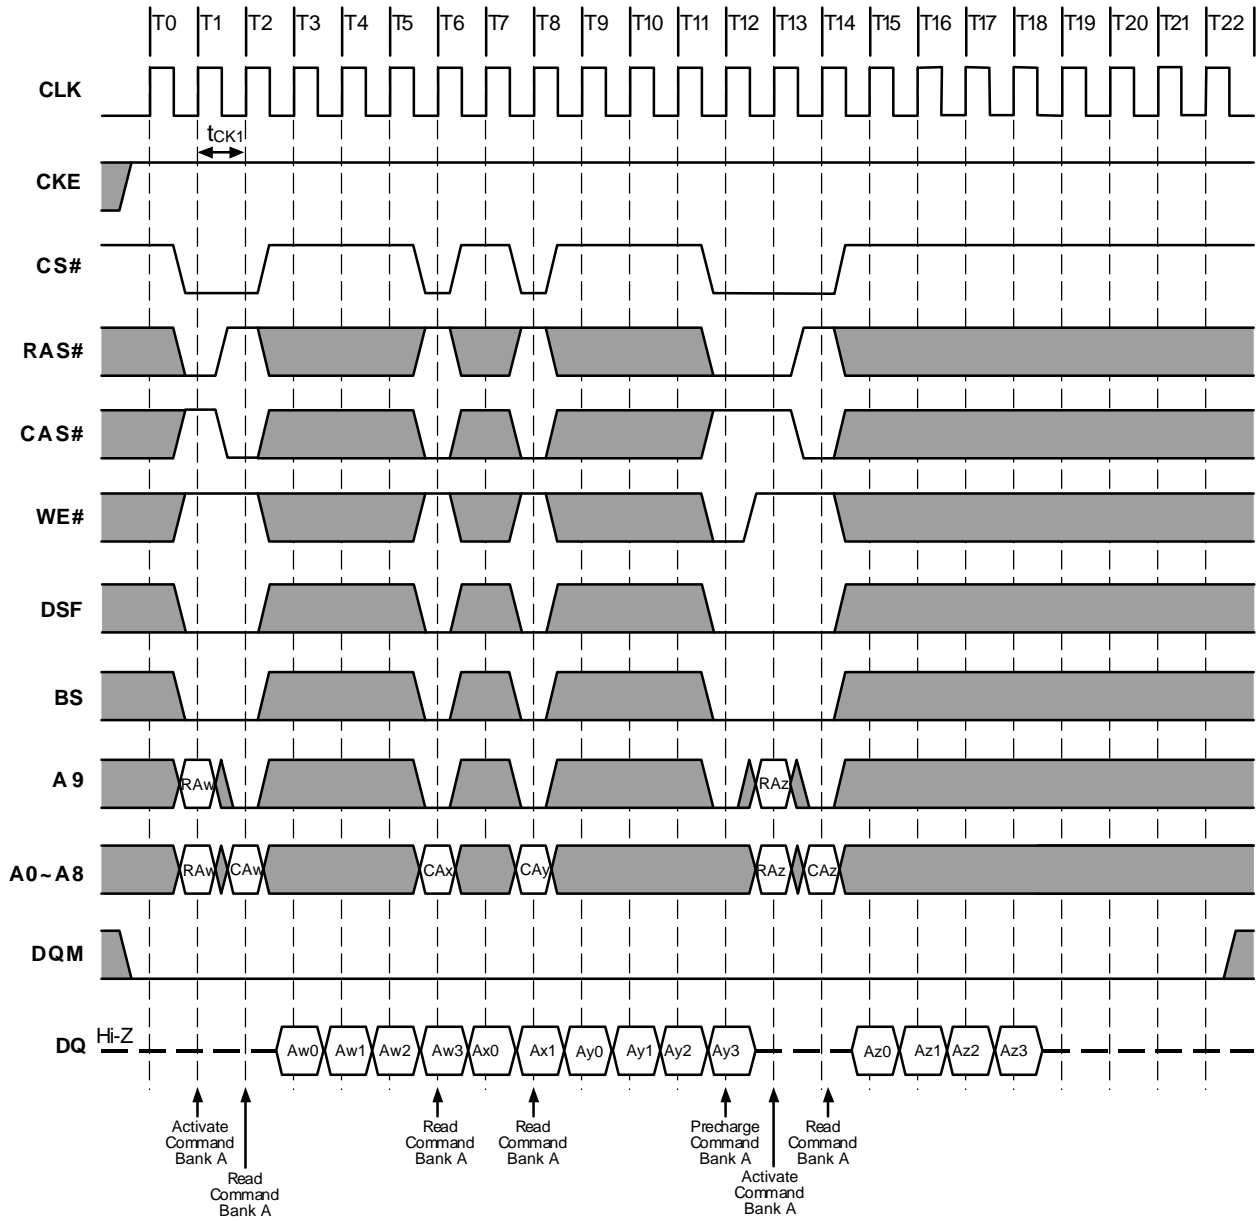 T0 T1 T2 T3 T4 T5 T6 T7 T8 T9 T10 T11 T12 T13 T14 T15 T16 T17 T18 T19 T20 T21 T22
CLK
tCK1
CKE
CS#
RAS#
CAS#
WE#
DSF
BS
A9 RAw RAz
A0~A8 RAw CAw CAx CAy RAz CAz
DQM
DQ Hi-Z Aw0 Aw1 Aw2 Aw3 Ax0 Ax1 Ay0 Ay1 Ay2 Ay3 Az0 Az1 Az2 Az3
Activate
Command
Bank A
Read
Command
Bank A
Read
Command
Bank A
Read
Command
Bank A
Precharge
Command
Bank A
Activate
Command
Bank A
Read
Command
Bank A